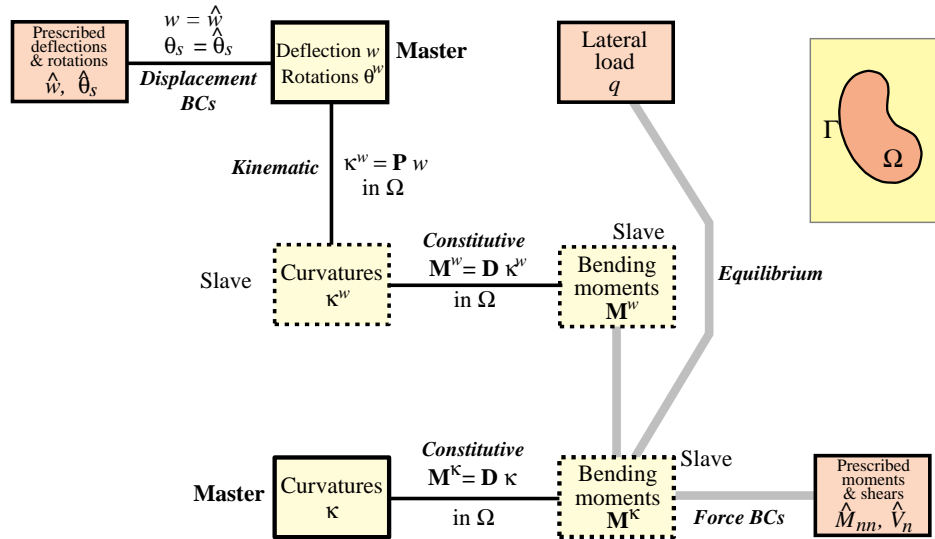 Prescribed
deflections
& rotations
ŵ, θ̂ₛ
w = ŵ
θₛ = θ̂ₛ
Displacement
BCs
Deflection w
Rotations θʷ
Master
Lateral
load
q
Γ
Ω
Kinematic
κʷ = P w
in Ω
Slave
Curvatures
κʷ
Constitutive
Mʷ = D κʷ
in Ω
Slave
Bending
moments
Mʷ
Equilibrium
Master
Curvatures
κ
Constitutive
M^κ = D κ
in Ω
Bending
moments
M^κ
Slave
Force BCs
Prescribed
moments
& shears
M̂ₙₙ, V̂ₙ